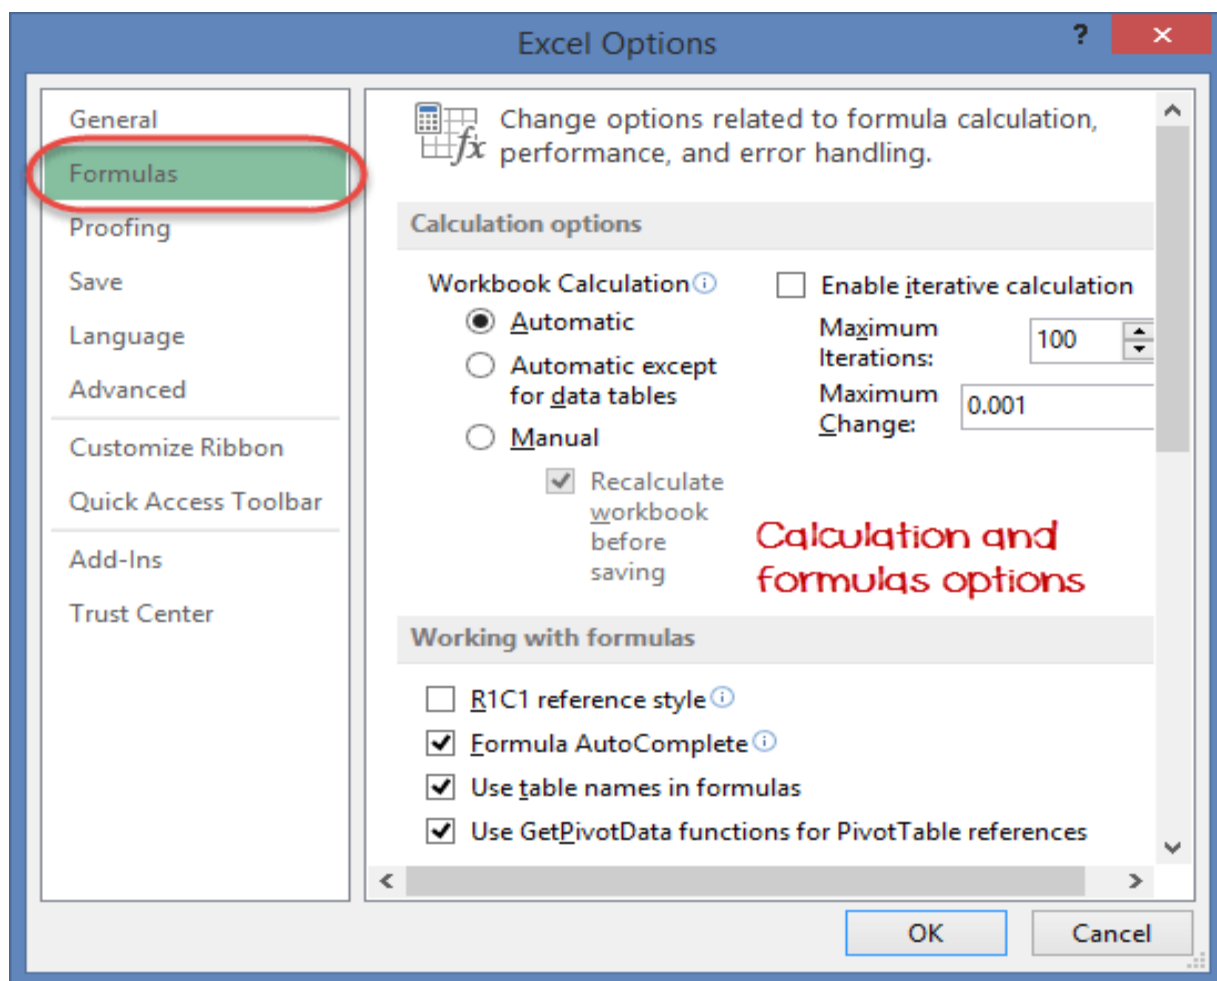 Excel Options
?
General
Formulas
Proofing
Save
Language
Advanced
Customize Ribbon
Quick Access Toolbar
Add-Ins
Trust Center
fx
Change options related to formula calculation,
performance, and error handling.
Calculation options
Workbook Calculation
Automatic
Automatic except
for data tables
Manual
Recalculate
workbook
before
saving
Enable iterative calculation
Maximum
Iterations:
100
Maximum
Change:
0.001
Calculation and
formulas options
Working with formulas
R1C1 reference style
Formula AutoComplete
Use table names in formulas
Use GetPivotData functions for PivotTable references
OK
Cancel